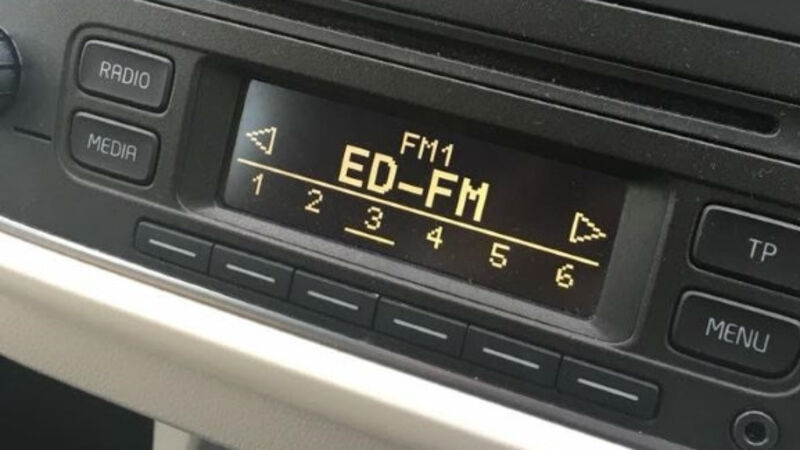 RADIO
MEDIA
FM1
ED-FM
1 2 3 4 5 6
TP
MENU